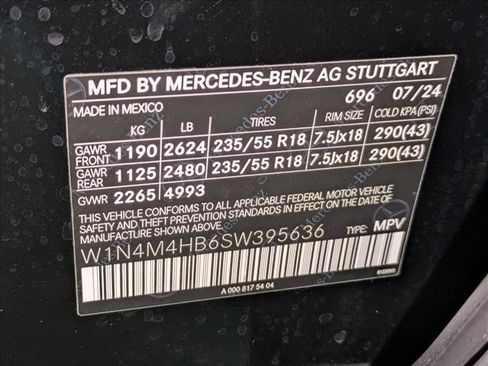 MFD BY MERCEDES-BENZ AG STUTTGART
MADE IN MEXICO 696 07/24
KG LB TIRES RIM SIZE COLD KPA (PSI)
GAWR FRONT 1190 2624 235/55 R18 7.5Jx18 290(43)
GAWR REAR 1125 2480 235/55 R18 7.5Jx18 290(43)
GVWR 2265 4993
THIS VEHICLE CONFORMS TO ALL APPLICABLE FEDERAL MOTOR VEHICLE
SAFETY, BUMPER, AND THEFT PREVENTION STANDARDS IN EFFECT ON THE DATE OF
MANUFACTURE SHOWN ABOVE.
W1N4M4HB6SW395636 TYPE: MPV
A 000 817 54 04